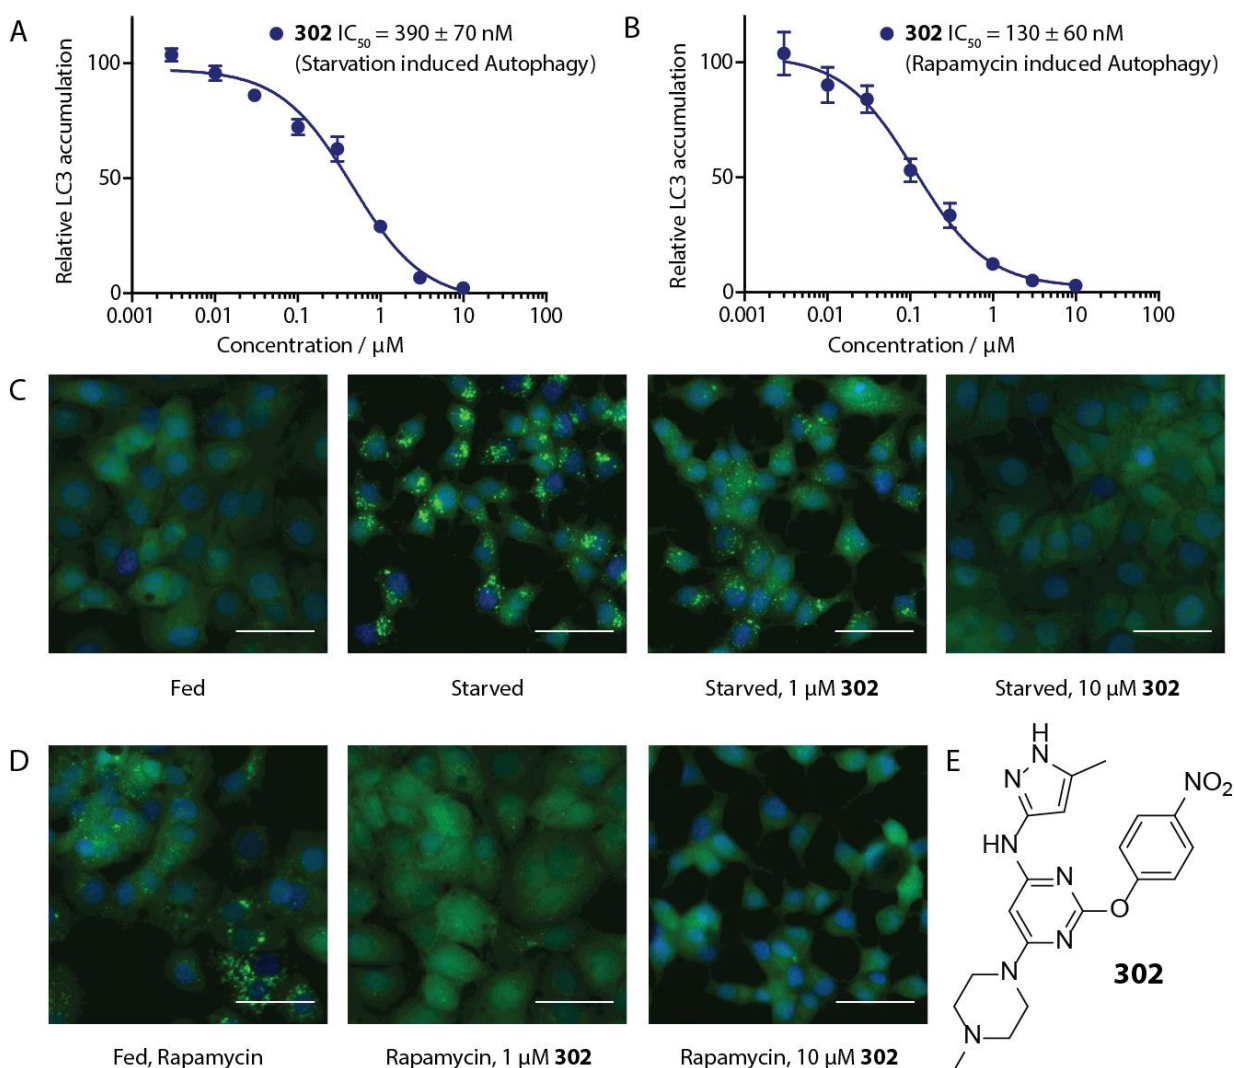 A
302 IC50 = 390 ± 70 nM
(Starvation induced Autophagy)
Relative LC3 accumulation
100
50
0
0.001 0.01 0.1 1 10 100
Concentration / µM
B
302 IC50 = 130 ± 60 nM
(Rapamycin induced Autophagy)
Relative LC3 accumulation
100
50
0
0.001 0.01 0.1 1 10 100
Concentration / µM
C
Fed
Starved
Starved, 1 µM 302
Starved, 10 µM 302
D
Fed, Rapamycin
Rapamycin, 1 µM 302
Rapamycin, 10 µM 302
E
H
N
N
NO2
HN
N
O
N
N
N
302